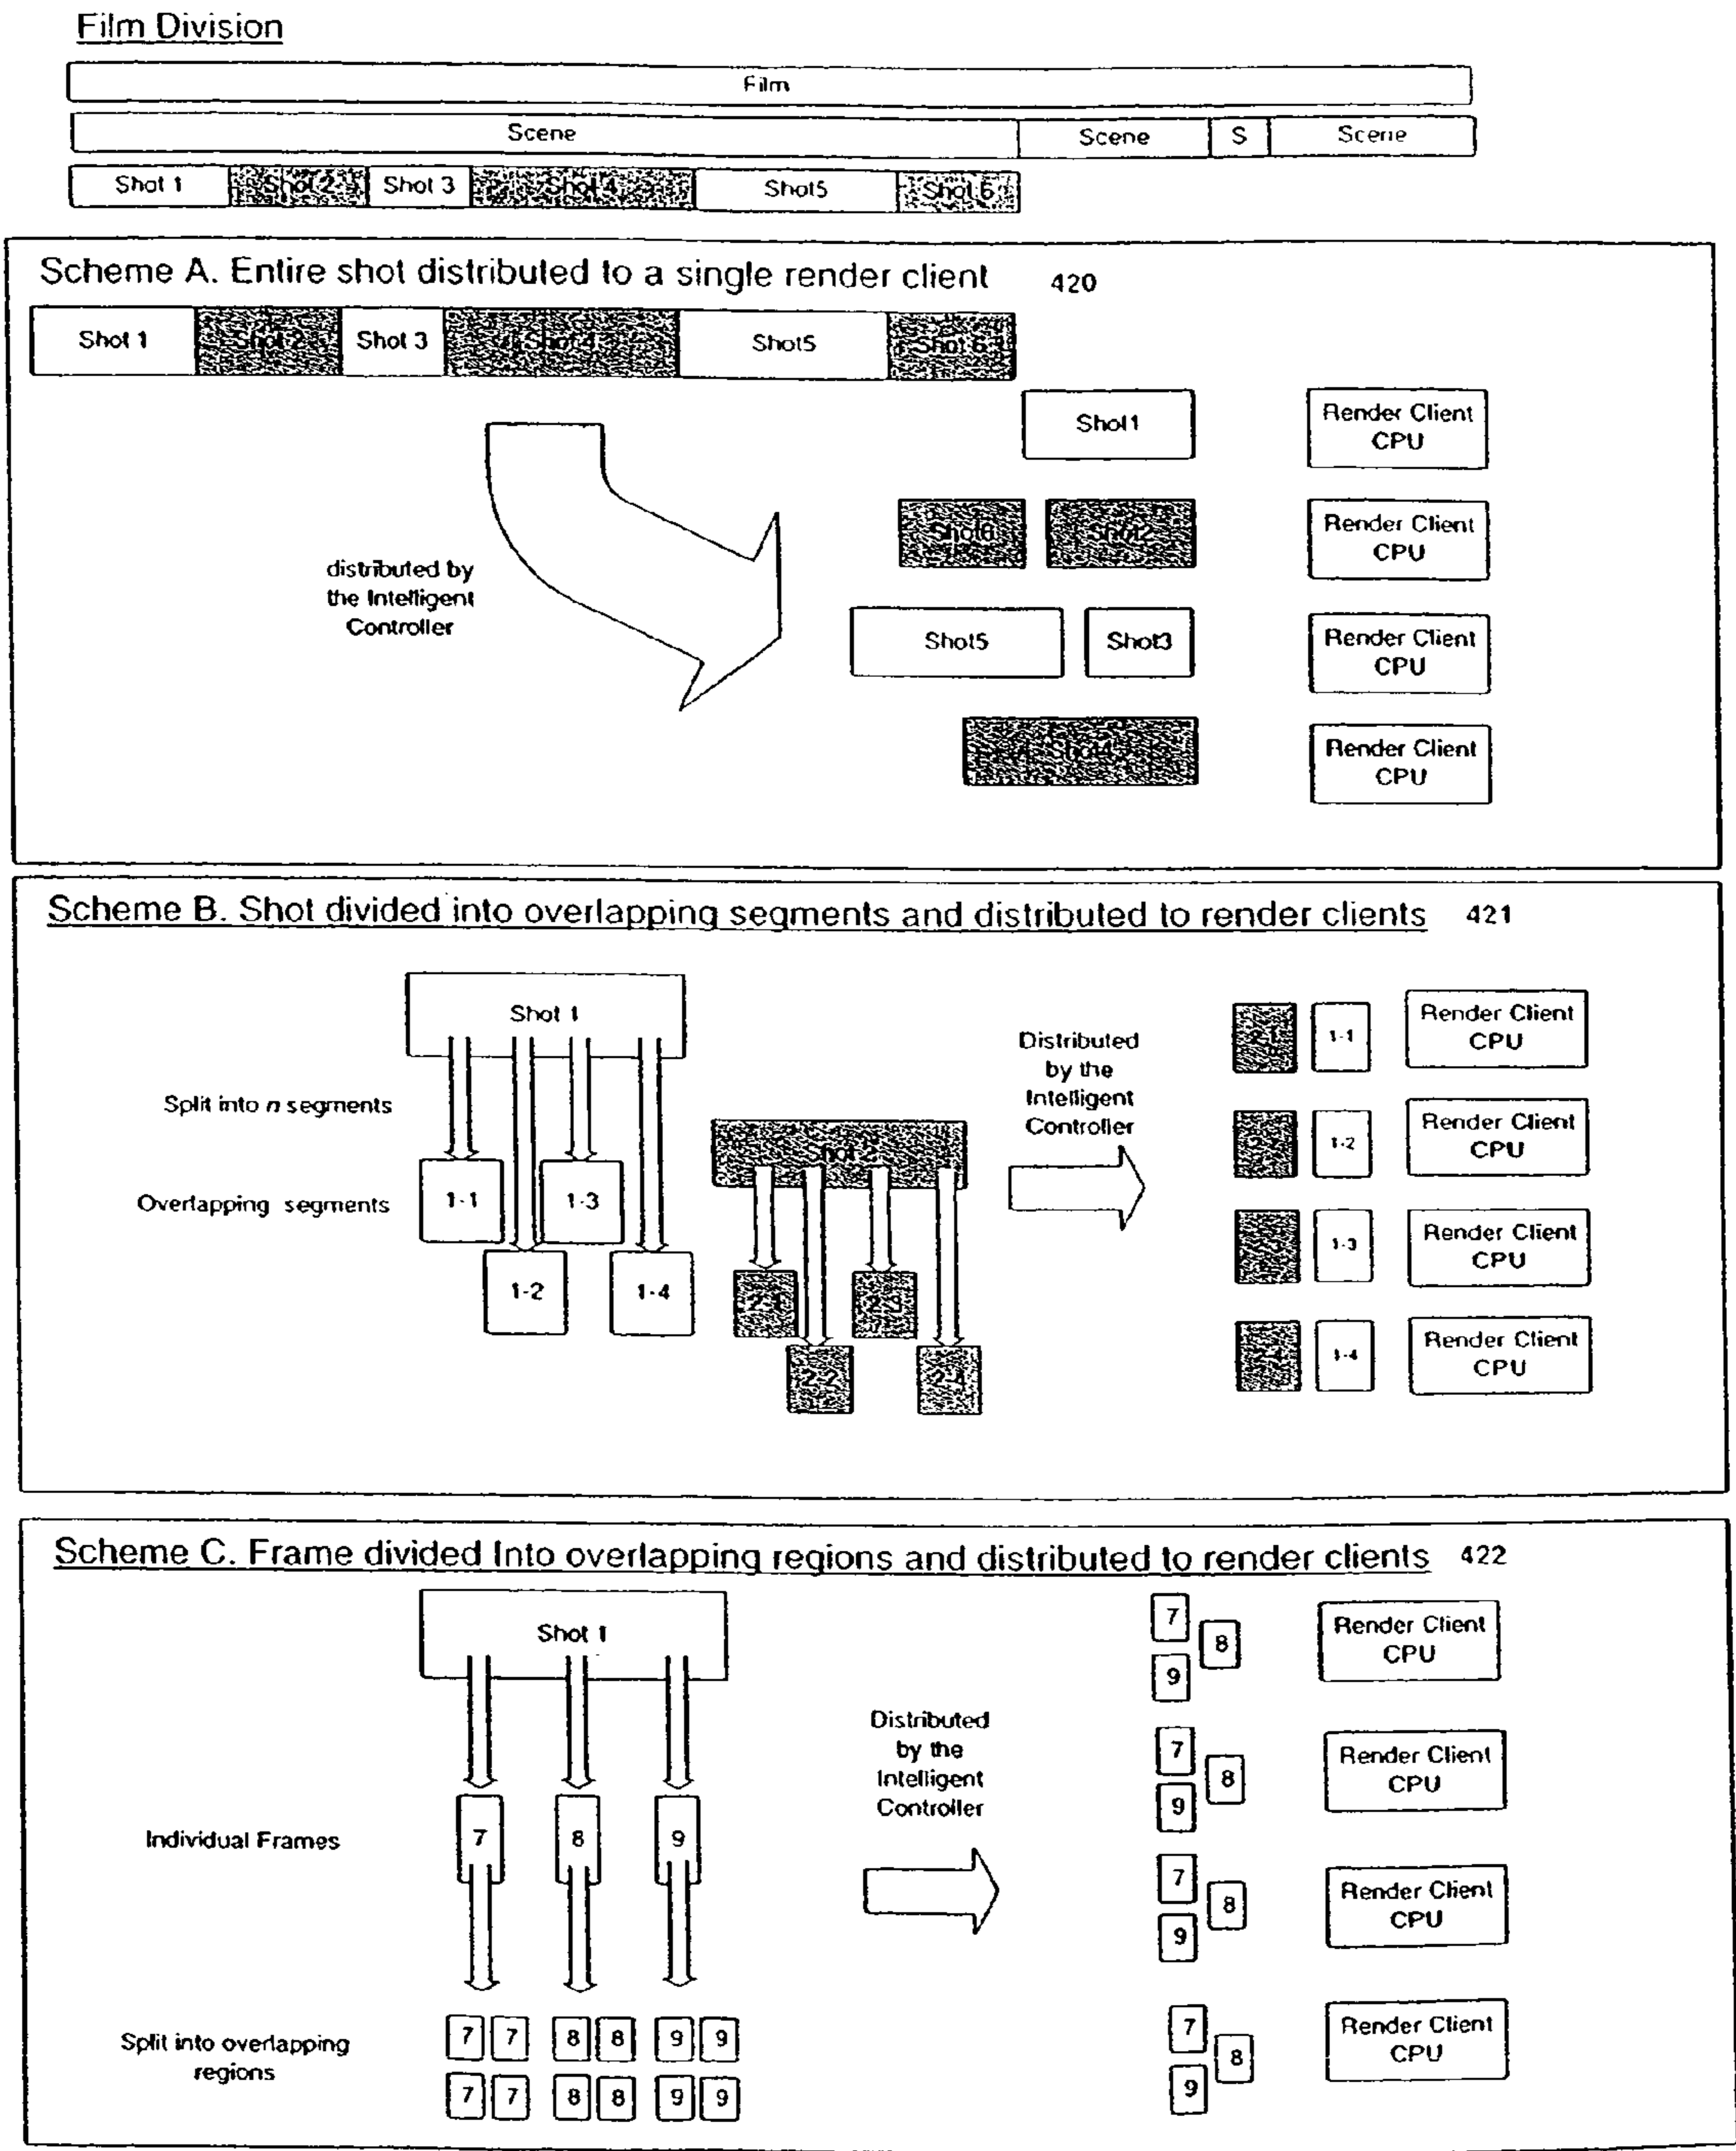 Film Division
Film
Scene Scene S Scene
Shot 1 Shot 2 Shot 3 Shot 4 Shot5 Shot 6
Scheme A. Entire shot distributed to a single render client 420
Shot 1 Shot 2 Shot 3 Shot 4 Shot5 Shot 6
Shot1
Render Client
CPU
Shot6 Shot2
Render Client
CPU
distributed by
the Intelligent
Controller
Shot5 Shot3
Render Client
CPU
Shot4
Render Client
CPU
Scheme B. Shot divided into overlapping segments and distributed to render clients 421
Shot 1
Split into n segments
Overlapping segments
1-1 1-3
1-2 1-4
Shot 2
2-1 2-3
2-2 2-4
Distributed
by the
Intelligent
Controller
2-1 1-1
Render Client
CPU
1-2
Render Client
CPU
1-3
Render Client
CPU
1-4
Render Client
CPU
Scheme C. Frame divided Into overlapping regions and distributed to render clients 422
Shot 1
Individual Frames
7 8 9
Split into overlapping
regions
7 7 8 8 9 9
7 7 8 8 9 9
Distributed
by the
Intelligent
Controller
7 8
9
Render Client
CPU
7 8
9
Render Client
CPU
7 8
9
Render Client
CPU
7 8
9
Render Client
CPU